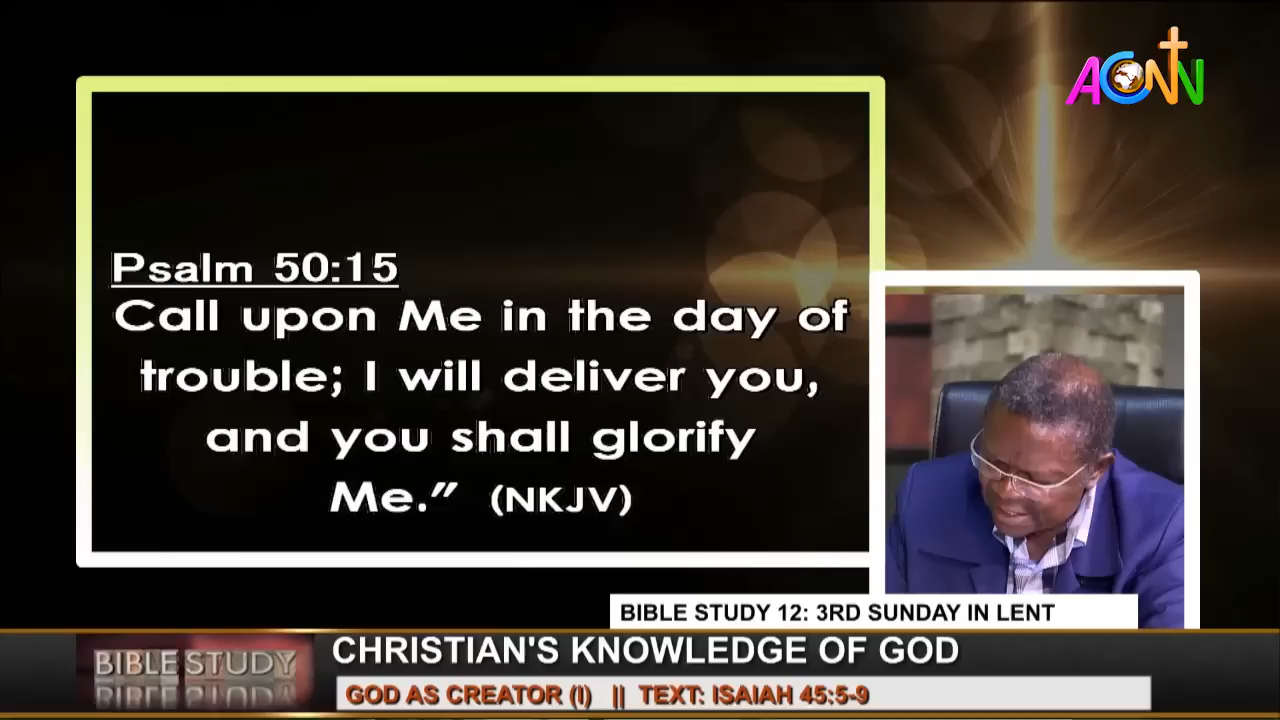 ACNN
Psalm 50:15
Call upon Me in the day of
trouble; I will deliver you,
and you shall glorify
Me.” (NKJV)
BIBLE STUDY 12: 3RD SUNDAY IN LENT
BIBLE STUDY
CHRISTIAN'S KNOWLEDGE OF GOD
GOD AS CREATOR (I) || TEXT: ISAIAH 45:5-9